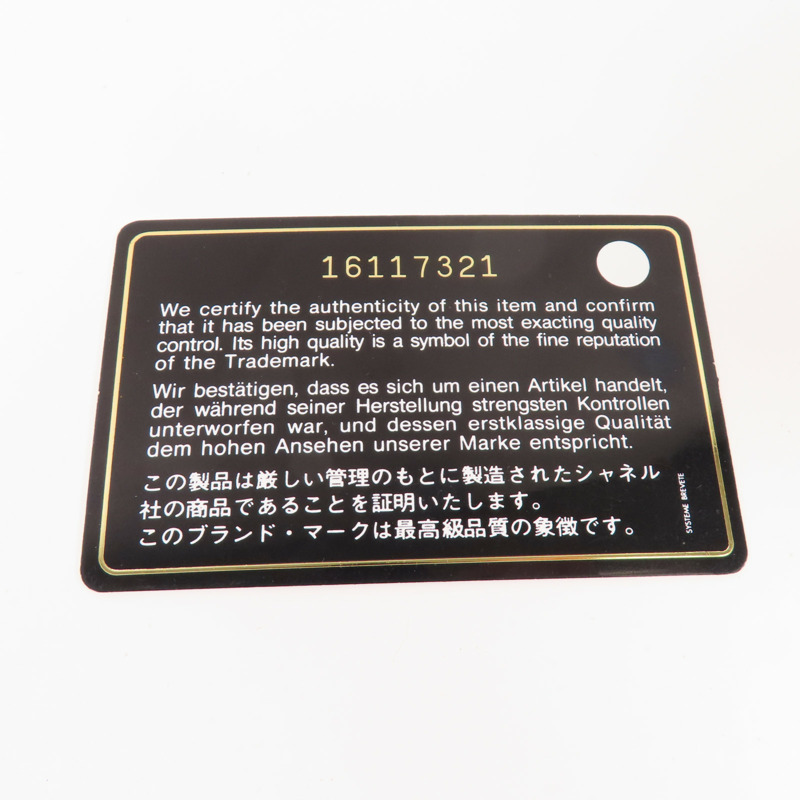 16117321
We certify the authenticity of this item and confirm
that it has been subjected to the most exacting quality
control. Its high quality is a symbol of the fine reputation
of the Trademark.
Wir bestätigen, dass es sich um einen Artikel handelt,
der während seiner Herstellung strengsten Kontrollen
unterworfen war, und dessen erstklassige Qualität
dem hohen Ansehen unserer Marke entspricht.
この製品は厳しい管理のもとに製造されたシャネル
社の商品であることを証明いたします。
このブランド・マークは最高級品質の象徴です。
SYSTEME BREVETE